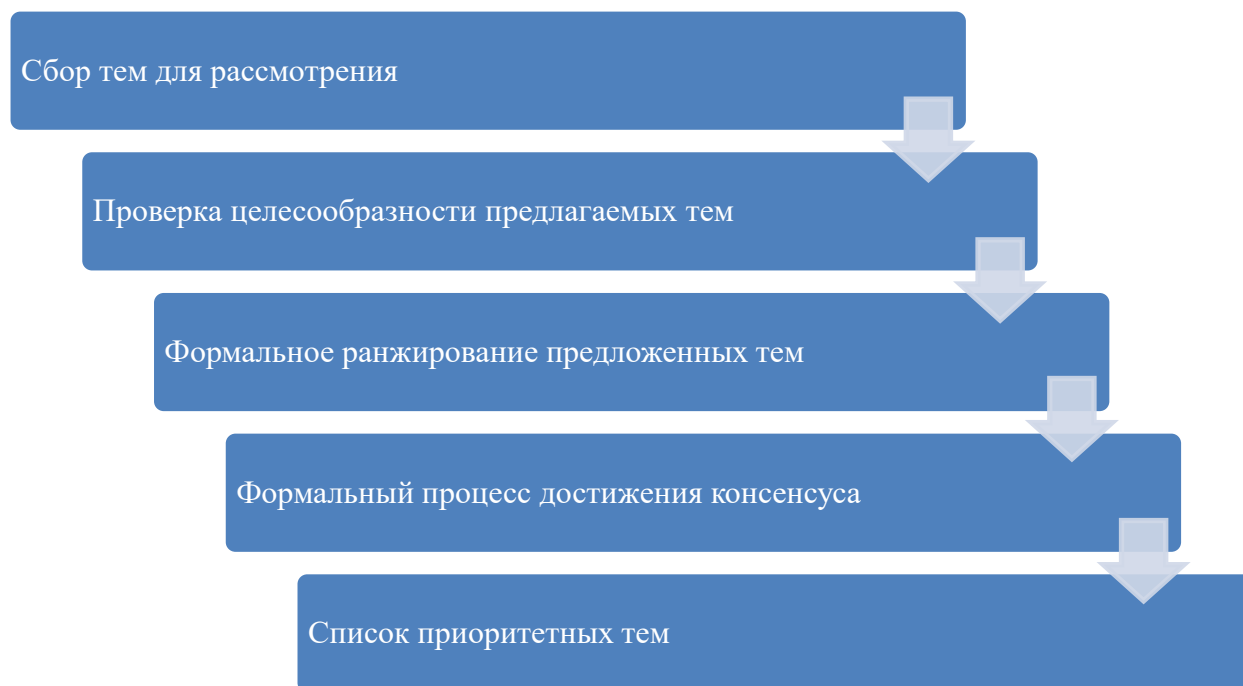 Сбор тем для рассмотрения
Проверка целесообразности предлагаемых тем
Формальное ранжирование предложенных тем
Формальный процесс достижения консенсуса
Список приоритетных тем